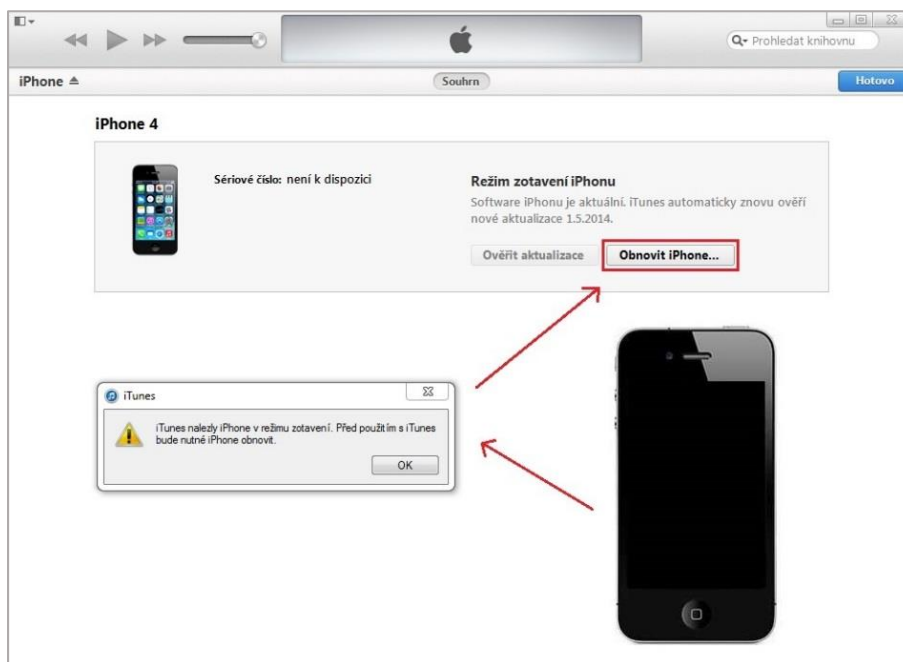 Prohledat knihovnu
iPhone
Souhrn
Hotovo
iPhone 4
Sériové číslo: není k dispozici
Režim zotavení iPhonu
Software iPhonu je aktuální. iTunes automaticky znovu ověří
nové aktualizace 1.5.2014.
Ověřit aktualizace
Obnovit iPhone...
iTunes
iTunes nalezly iPhone v režimu zotavení. Před použitím s iTunes
bude nutné iPhone obnovit.
OK